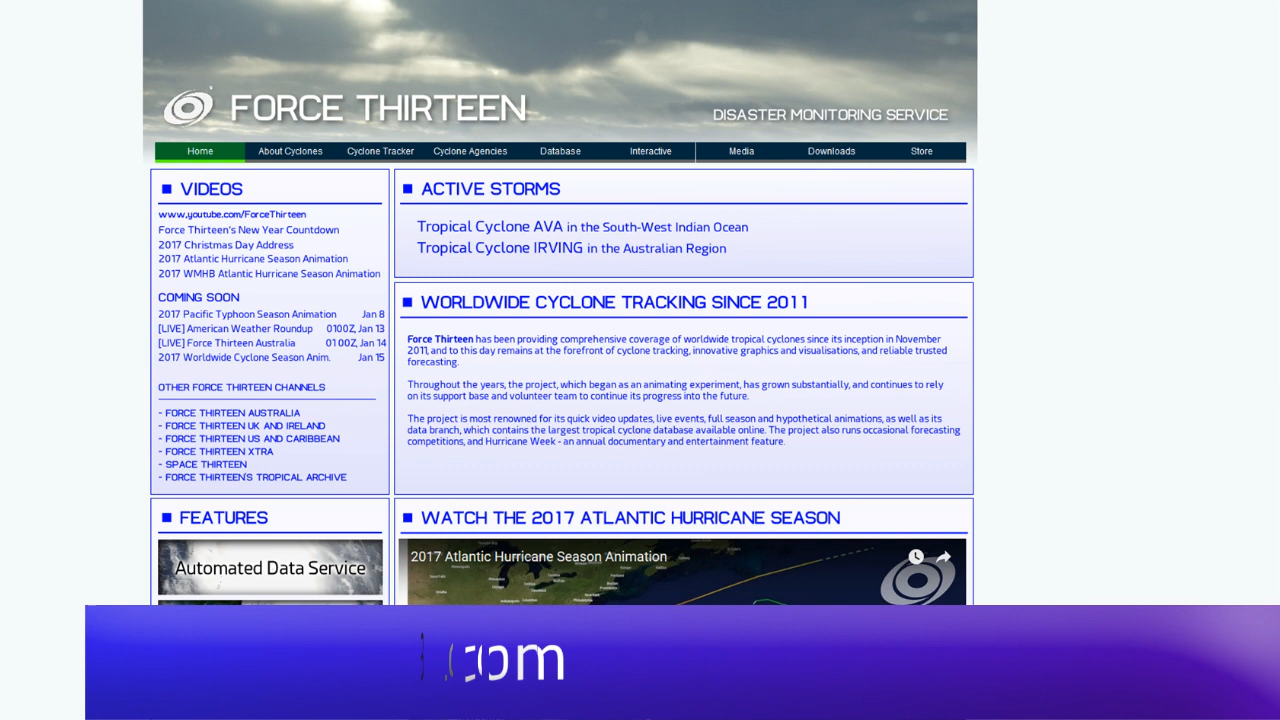 FORCE THIRTEEN
DISASTER MONITORING SERVICE
Home About Cyclones Cyclone Tracker Cyclone Agencies Database Interactive Media Downloads Store
VIDEOS
www.youtube.com/ForceThirteen
Force Thirteen's New Year Countdown
2017 Christmas Day Address
2017 Atlantic Hurricane Season Animation
2017 WMHB Atlantic Hurricane Season Animation
COMING SOON
2017 Pacific Typhoon Season Animation Jan 8
[LIVE] American Weather Roundup 0100Z, Jan 13
[LIVE] Force Thirteen Australia 0100Z, Jan 14
2017 Worldwide Cyclone Season Anim. Jan 15
OTHER FORCE THIRTEEN CHANNELS
- FORCE THIRTEEN AUSTRALIA
- FORCE THIRTEEN UK AND IRELAND
- FORCE THIRTEEN US AND CARIBBEAN
- FORCE THIRTEEN XTRA
- SPACE THIRTEEN
- FORCE THIRTEEN'S TROPICAL ARCHIVE
ACTIVE STORMS
Tropical Cyclone AVA in the South-West Indian Ocean
Tropical Cyclone IRVING in the Australian Region
WORLDWIDE CYCLONE TRACKING SINCE 2011
Force Thirteen has been providing comprehensive coverage of worldwide tropical cyclones since its inception in November
2011, and to this day remains at the forefront of cyclone tracking, innovative graphics and visualisations, and reliable trusted
forecasting.
Throughout the years, the project, which began as an animating experiment, has grown substantially, and continues to rely
on its support base and volunteer team to continue its progress into the future.
The project is most renowned for its quick video updates, live events, full season and hypothetical animations, as well as its
data branch, which contains the largest tropical cyclone database available online. The project also runs occasional forecasting
competitions, and Hurricane Week - an annual documentary and entertainment feature.
FEATURES
Automated Data Service
WATCH THE 2017 ATLANTIC HURRICANE SEASON
2017 Atlantic Hurricane Season Animation
.com